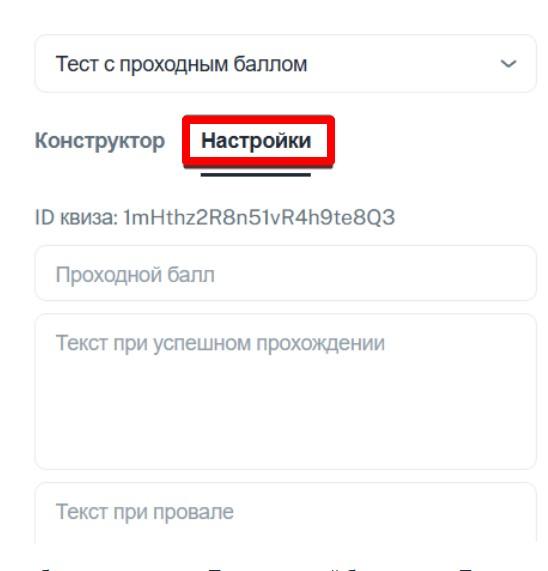 Тест с проходным баллом
Конструктор Настройки
ID квиза: 1mHthz2R8n51vR4h9te8Q3
Проходной балл
Текст при успешном прохождении
Текст при провале